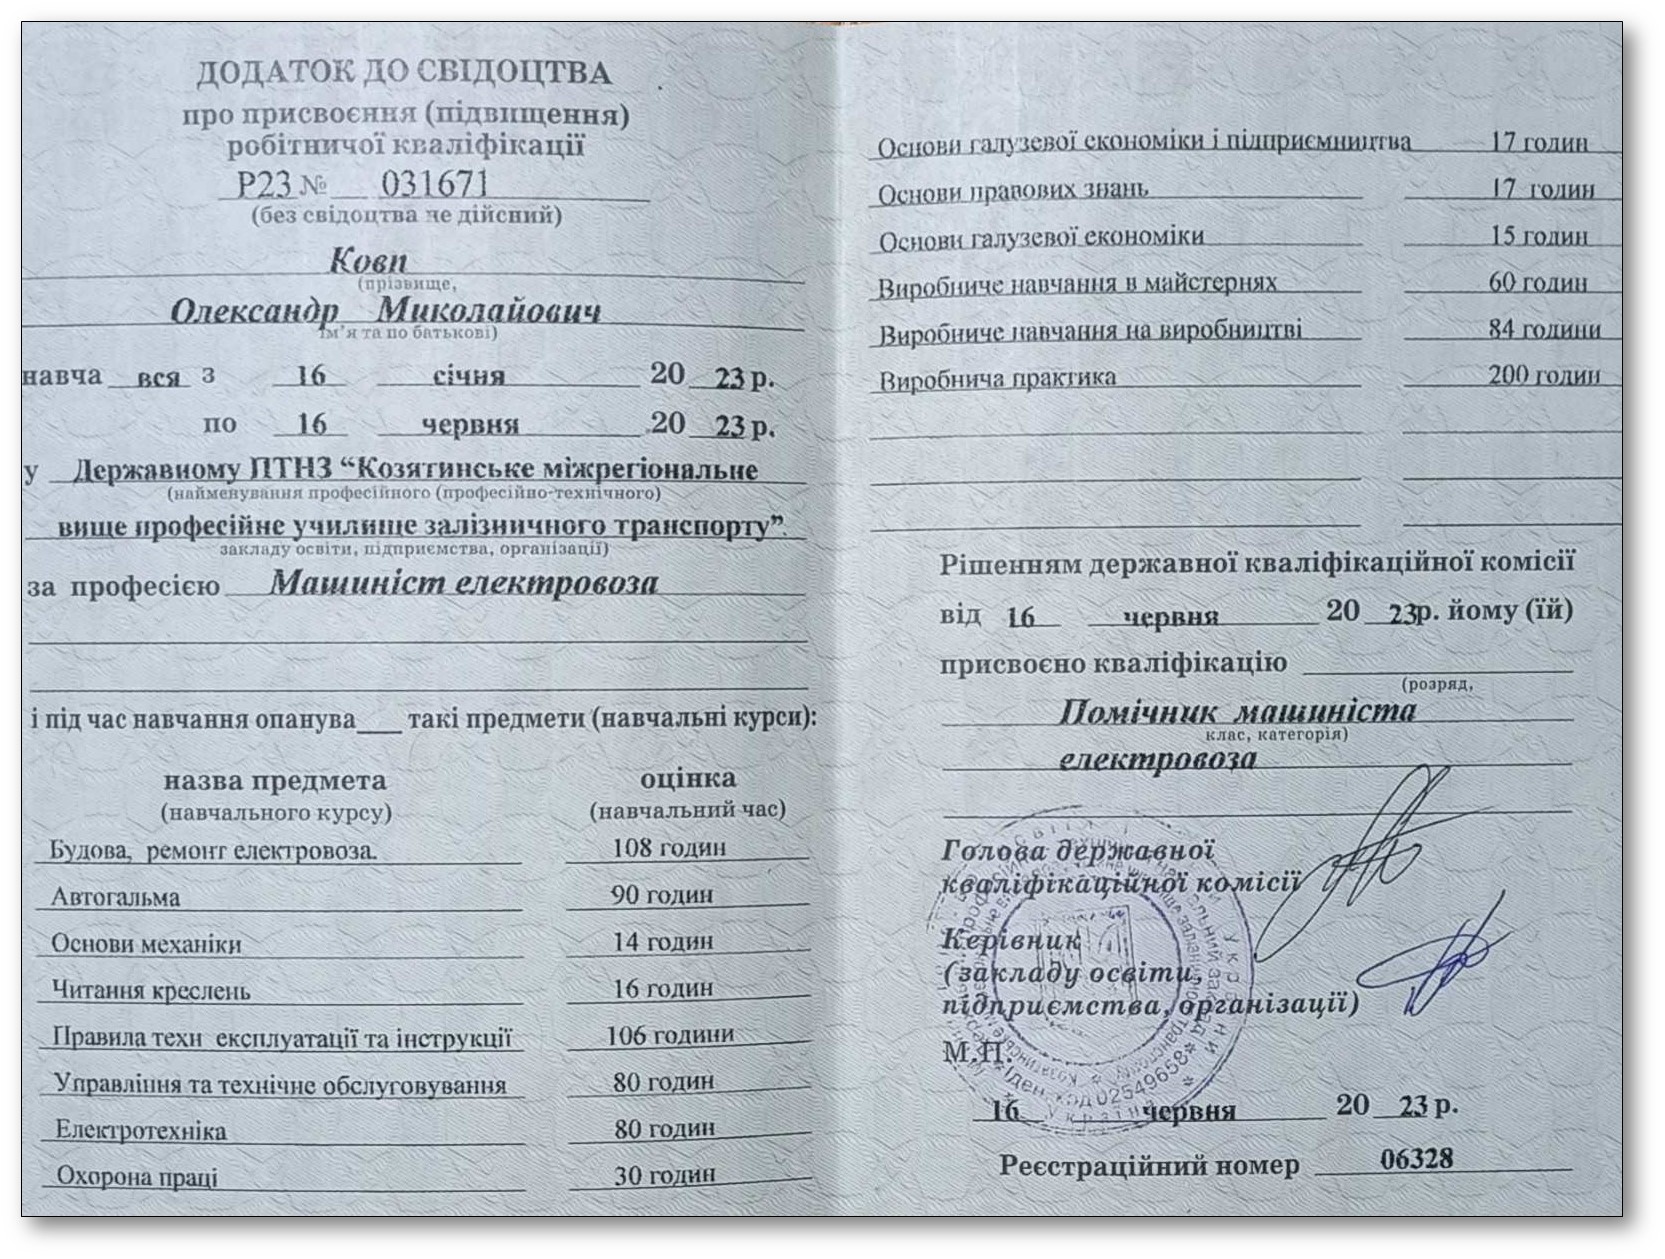 ДОДАТОК ДО СВІДОЦТВА
про присвоєння (підвищення)
робітничої кваліфікації
Р23 № 031671
(без свідоцтва не дійсний)
Ковп
(прізвище,
Олександр Миколайович
ім’я та по батькові)
навча вся з 16 січня 20 23 р.
по 16 червня 20 23 р.
у Державному ПТНЗ “Козятинське міжрегіональне
(найменування професійного (професійно-технічного)
вище професійне училище залізничного транспорту”.
закладу освіти, підприємства, організації)
за професією Машиніст електровоза
і під час навчання опанува___ такі предмети (навчальні курси):
назва предмета оцінка
(навчального курсу) (навчальний час)
Будова, ремонт електровоза. 108 годин
Автогальма 90 годин
Основи механіки 14 годин
Читання креслень 16 годин
Правила техн експлуатації та інструкції 106 години
Управління та технічне обслуговування 80 годин
Електротехніка 80 годин
Охорона праці 30 годин
Основи галузевої економіки і підприємництва 17 годин
Основи правових знань 17 годин
Основи галузевої економіки 15 годин
Виробниче навчання в майстернях 60 годин
Виробниче навчання на виробництві 84 години
Виробнича практика 200 годин
Рішенням державної кваліфікаційної комісії
від 16 червня 20 23р. йому (їй)
присвоєно кваліфікацію
(розряд,
Помічник машиніста
клас, категорія)
електровоза
Голова державної
кваліфікаційної комісії
Керівник
(закладу освіти,
підприємства, організації)
М.П.
Іден. код 02549658
Україна
16 червня 20 23 р.
Реєстраційний номер 06328